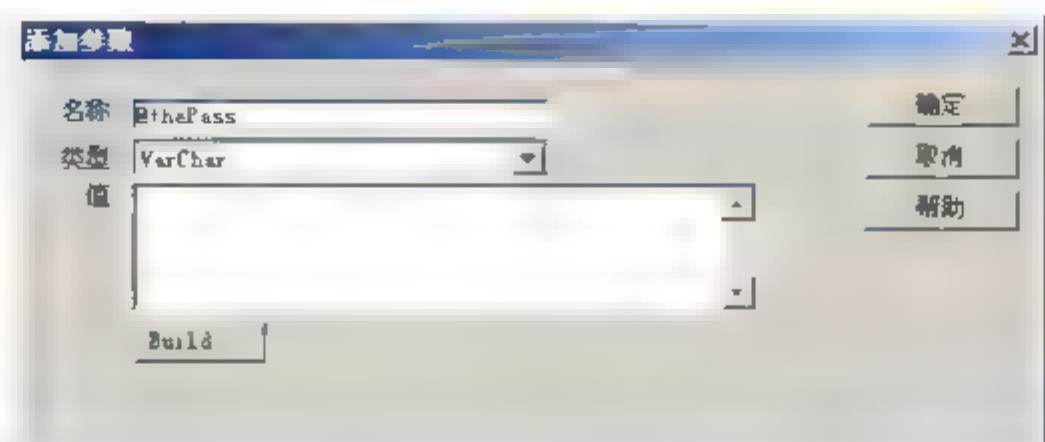 添加参数
名称 @thePass 确定
类型 VarChar 取消
值 帮助
Build